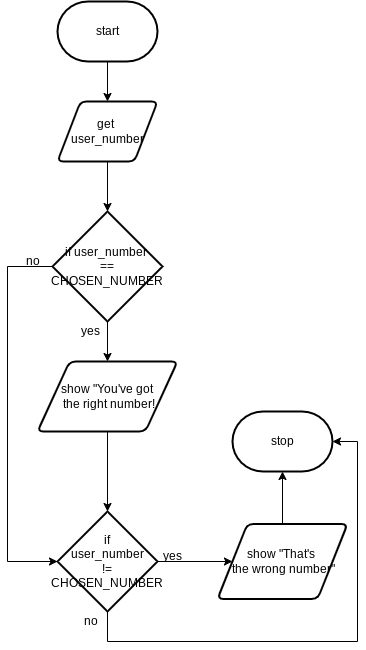 start
get
user_number
if user_number
==
CHOSEN_NUMBER
no
yes
show "You've got
the right number!
if
user_number
!=
CHOSEN_NUMBER
yes
no
show "That's
the wrong number"
stop